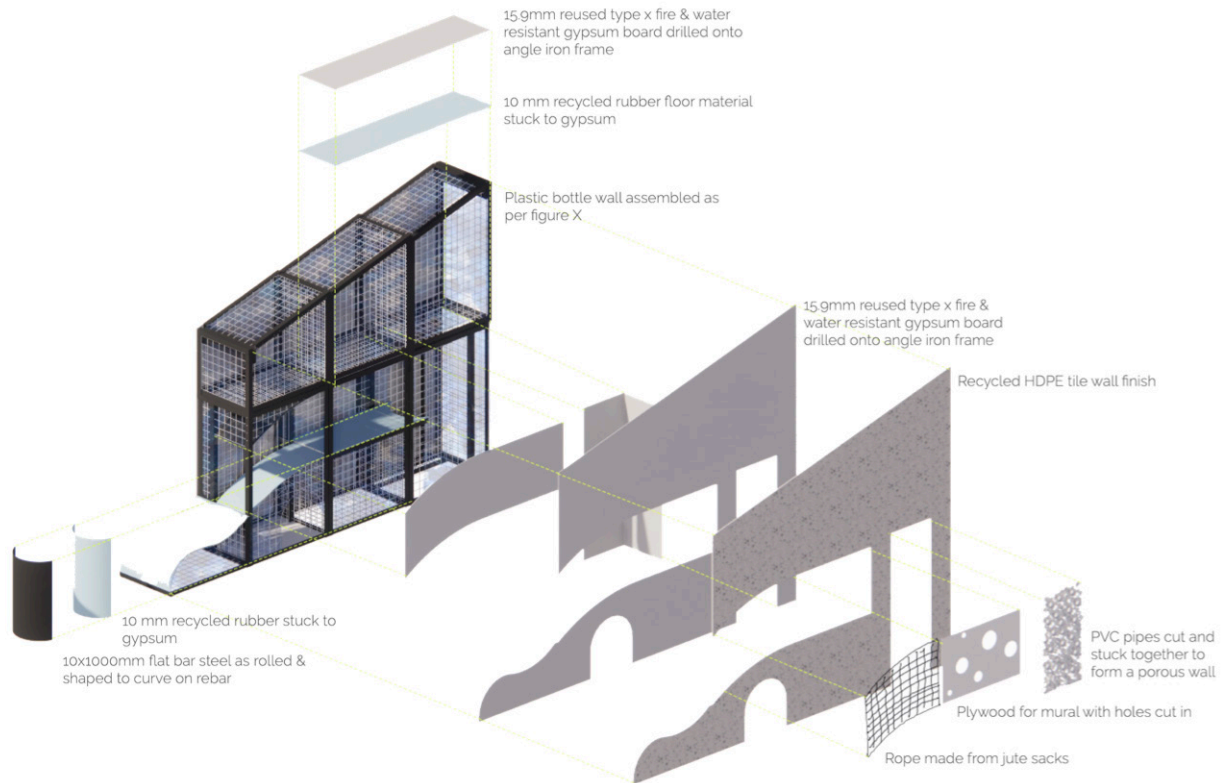 15.9mm reused type x fire & water
resistant gypsum board drilled onto
angle iron frame
10 mm recycled rubber floor material
stuck to gypsum
Plastic bottle wall assembled as
per figure X
15.9mm reused type x fire &
water resistant gypsum board
drilled onto angle iron frame
Recycled HDPE tile wall finish
10 mm recycled rubber stuck to
gypsum
10x1000mm flat bar steel as rolled &
shaped to curve on rebar
PVC pipes cut and
stuck together to
form a porous wall
Plywood for mural with holes cut in
Rope made from jute sacks